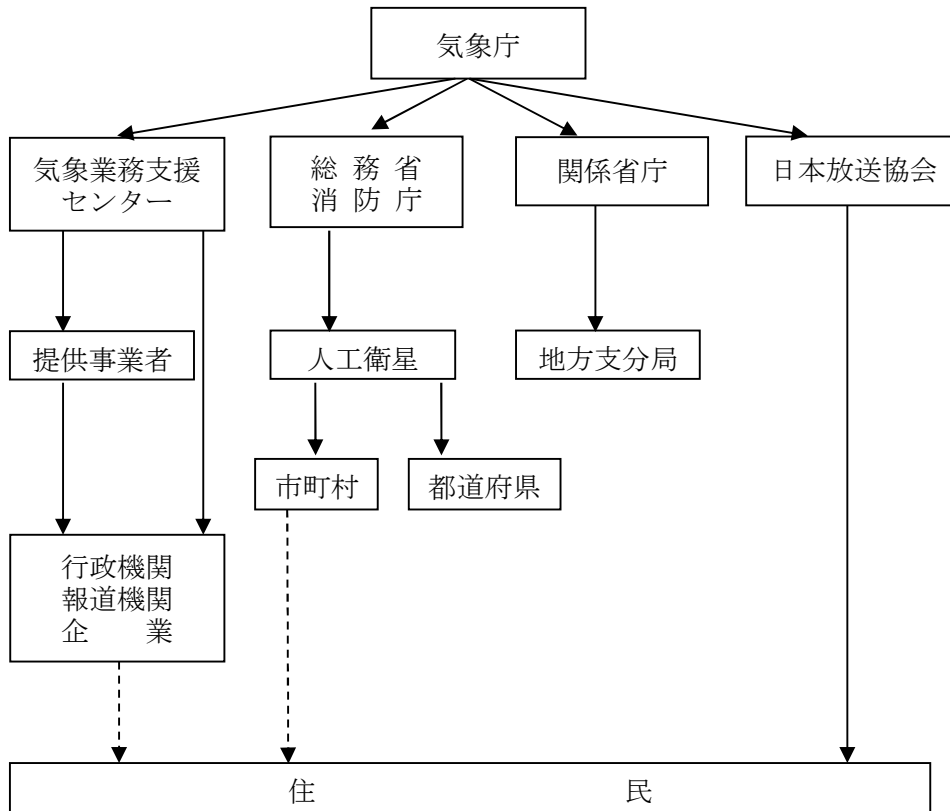 気象庁
気象業務支援
センター
総務省
消防庁
関係省庁
日本放送協会
提供事業者
人工衛星
地方支分局
市町村
都道府県
行政機関
報道機関
企　業
住　民